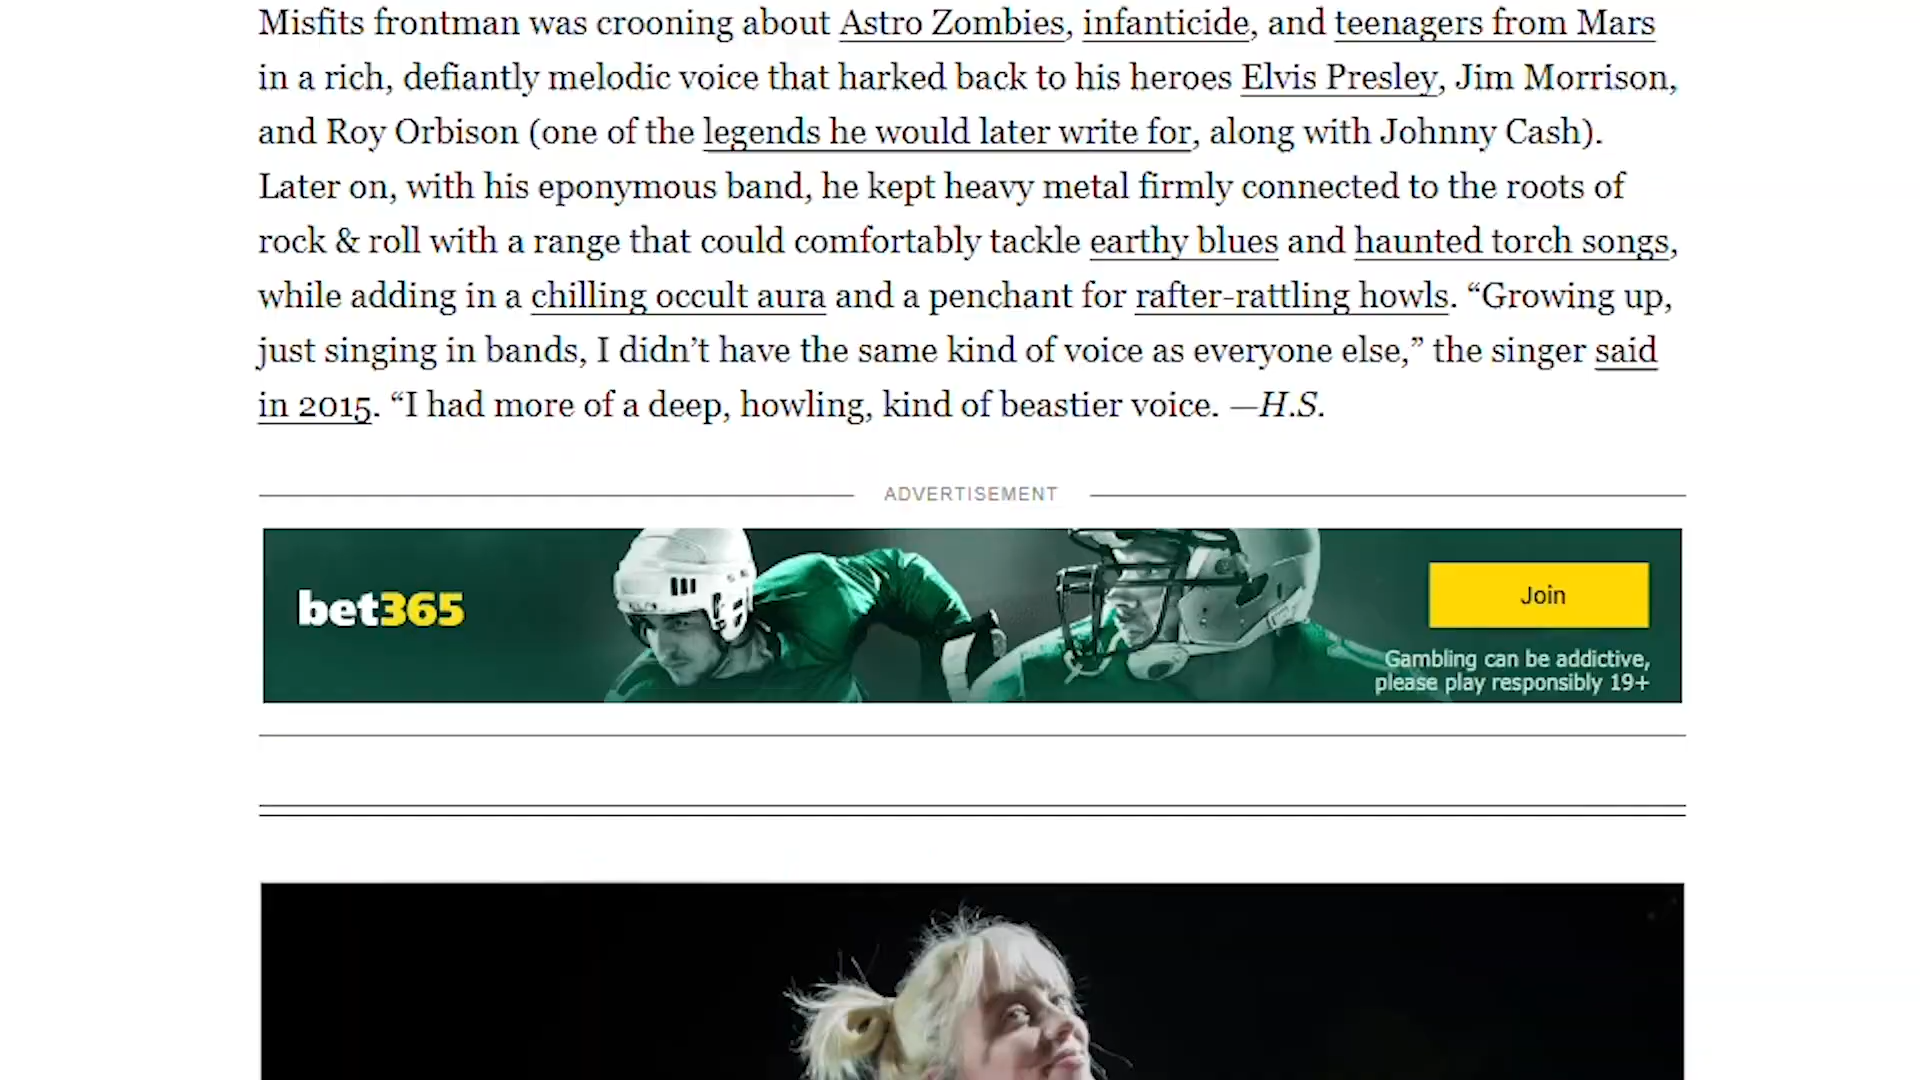 Misfits frontman was crooning about Astro Zombies, infanticide, and teenagers from Mars
in a rich, defiantly melodic voice that harked back to his heroes Elvis Presley, Jim Morrison,
and Roy Orbison (one of the legends he would later write for, along with Johnny Cash).
Later on, with his eponymous band, he kept heavy metal firmly connected to the roots of
rock & roll with a range that could comfortably tackle earthy blues and haunted torch songs,
while adding in a chilling occult aura and a penchant for rafter-rattling howls. “Growing up,
just singing in bands, I didn’t have the same kind of voice as everyone else,” the singer said
in 2015. “I had more of a deep, howling, kind of beastier voice. —H.S.
ADVERTISEMENT
bet365
Join
Gambling can be addictive,
please play responsibly 19+